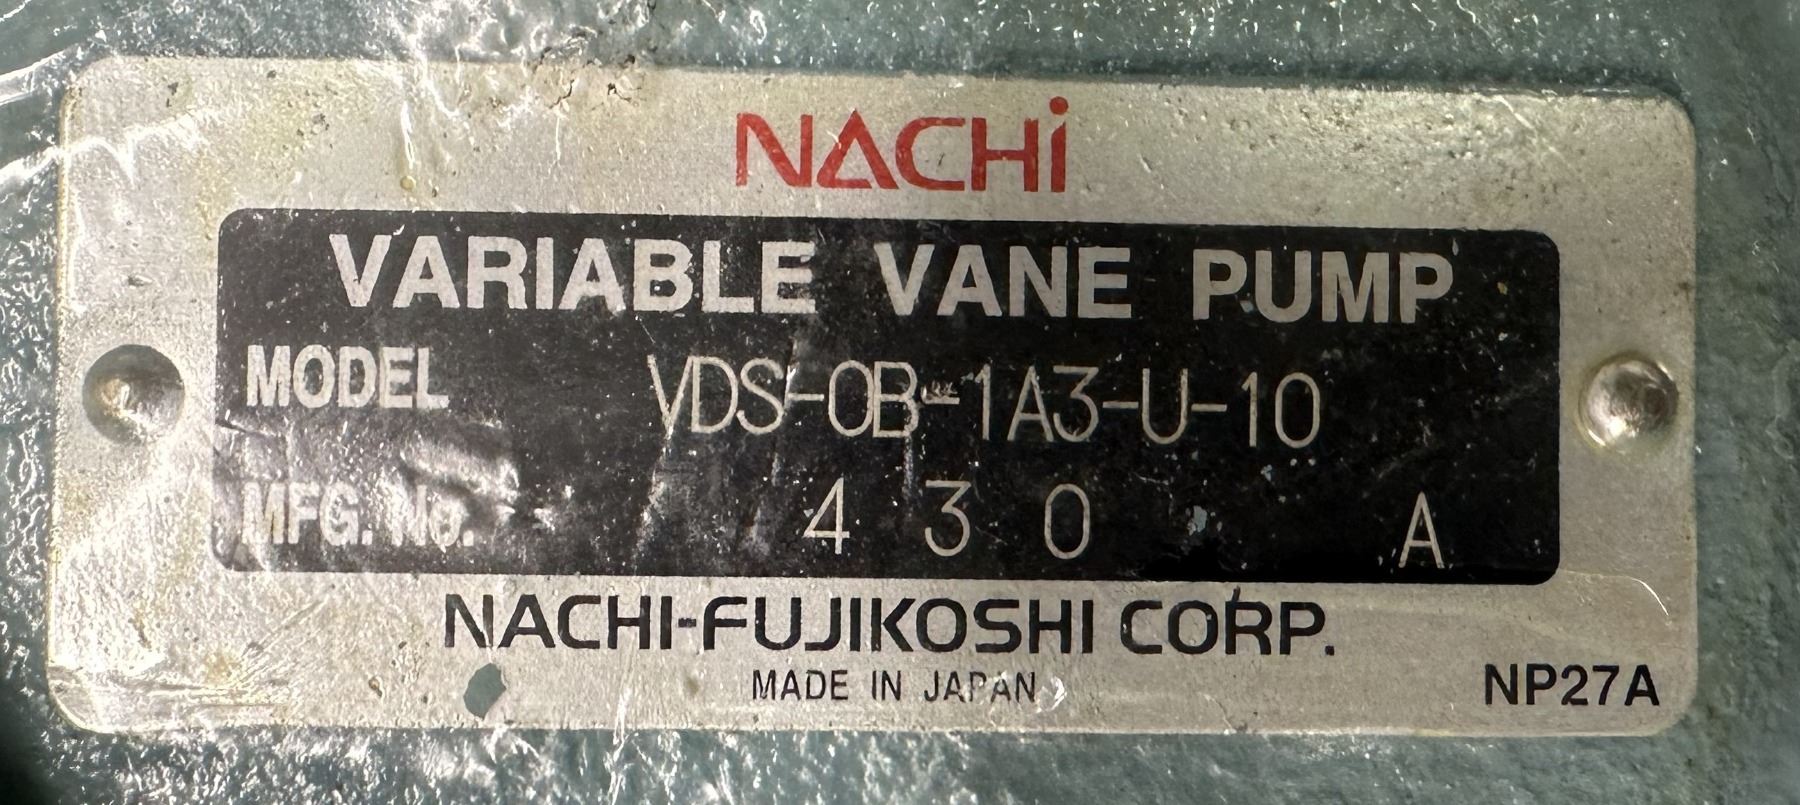 NACHi
VARIABLE VANE PUMP
MODEL VDS-0B-1A3-U-10
MFG. No. 4 3 0 A
NACHI-FUJIKOSHI CORP.
MADE IN JAPAN
NP27A